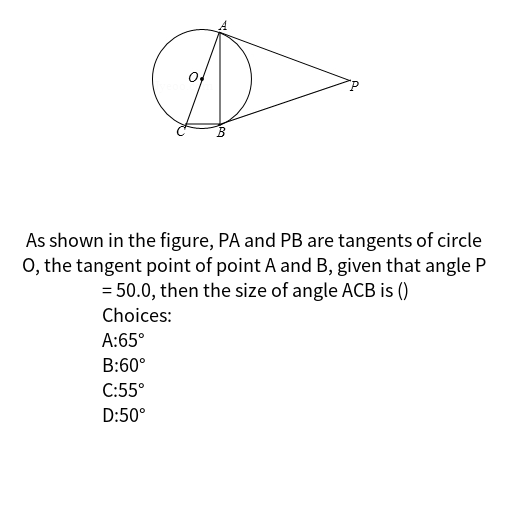 A
O
P
C
B
As shown in the figure, PA and PB are tangents of circle
O, the tangent point of point A and B, given that angle P
= 50.0, then the size of angle ACB is ()
Choices:
A:65°
B:60°
C:55°
D:50°